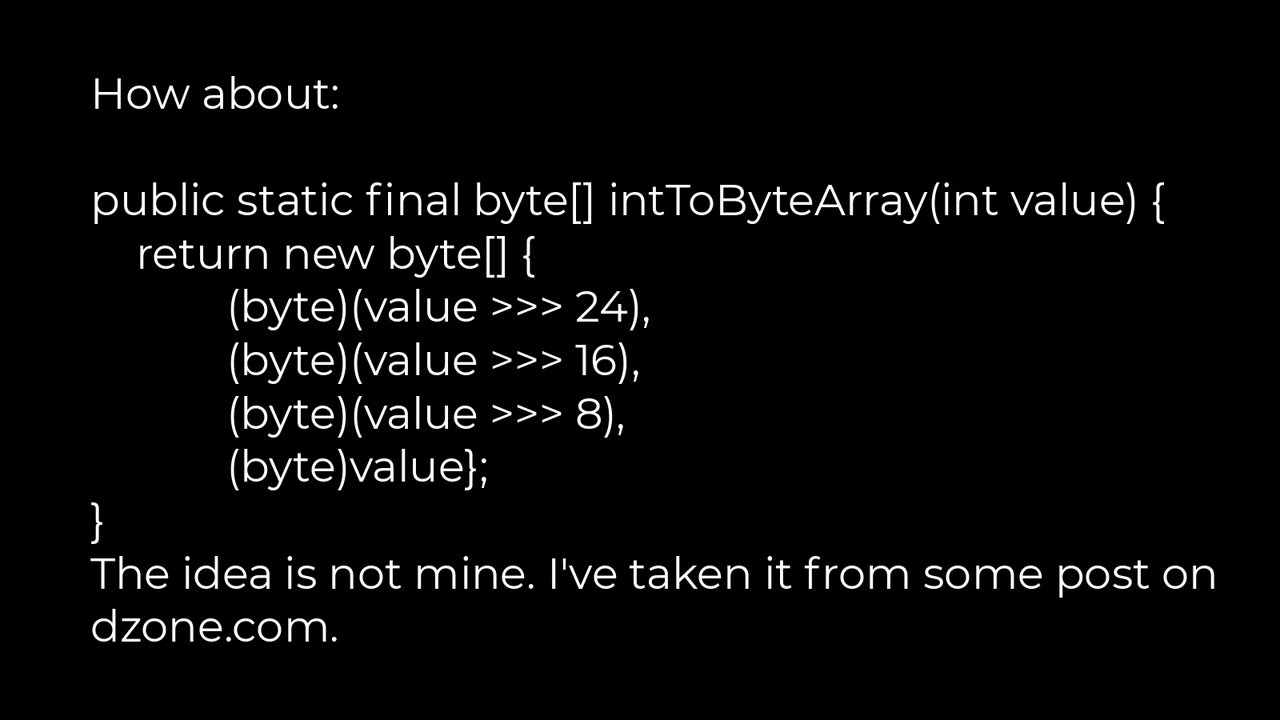 How about:
public static final byte[] intToByteArray(int value) {
return new byte[] {
(byte)(value >>> 24),
(byte)(value >>> 16),
(byte)(value >>> 8),
(byte)value};
}
The idea is not mine. I've taken it from some post on
dzone.com.